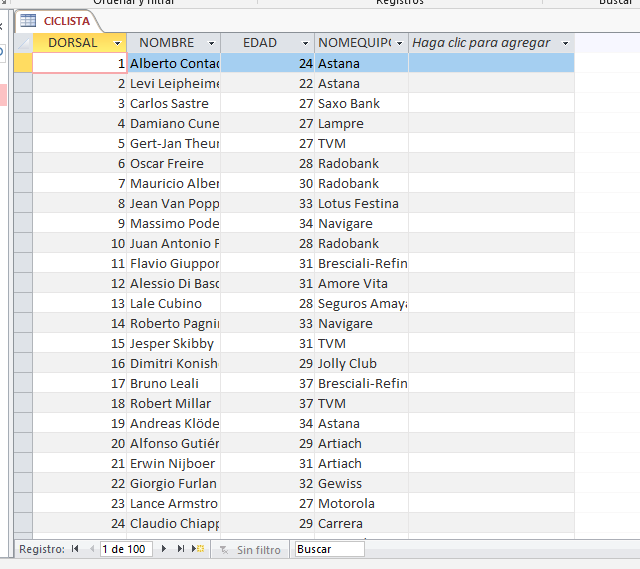 Ordenar y filtrar Registros Buscar
CICLISTA
DORSAL NOMBRE EDAD NOMEQUIPO Haga clic para agregar
1 Alberto Contad 24 Astana
2 Levi Leipheime 22 Astana
3 Carlos Sastre 27 Saxo Bank
4 Damiano Cune 27 Lampre
5 Gert-Jan Theur 27 TVM
6 Oscar Freire 28 Radobank
7 Mauricio Alber 30 Radobank
8 Jean Van Popp 33 Lotus Festina
9 Massimo Pode 34 Navigare
10 Juan Antonio F 28 Radobank
11 Flavio Giuppor 31 Bresciali-Refin
12 Alessio Di Basc 31 Amore Vita
13 Lale Cubino 28 Seguros Amaya
14 Roberto Pagnir 33 Navigare
15 Jesper Skibby 31 TVM
16 Dimitri Konish 29 Jolly Club
17 Bruno Leali 37 Bresciali-Refin
18 Robert Millar 37 TVM
19 Andreas Klöde 34 Astana
20 Alfonso Gutiér 29 Artiach
21 Erwin Nijboer 31 Artiach
22 Giorgio Furlan 32 Gewiss
23 Lance Armstro 27 Motorola
24 Claudio Chiapp 29 Carrera
Registro: 1 de 100 Sin filtro Buscar